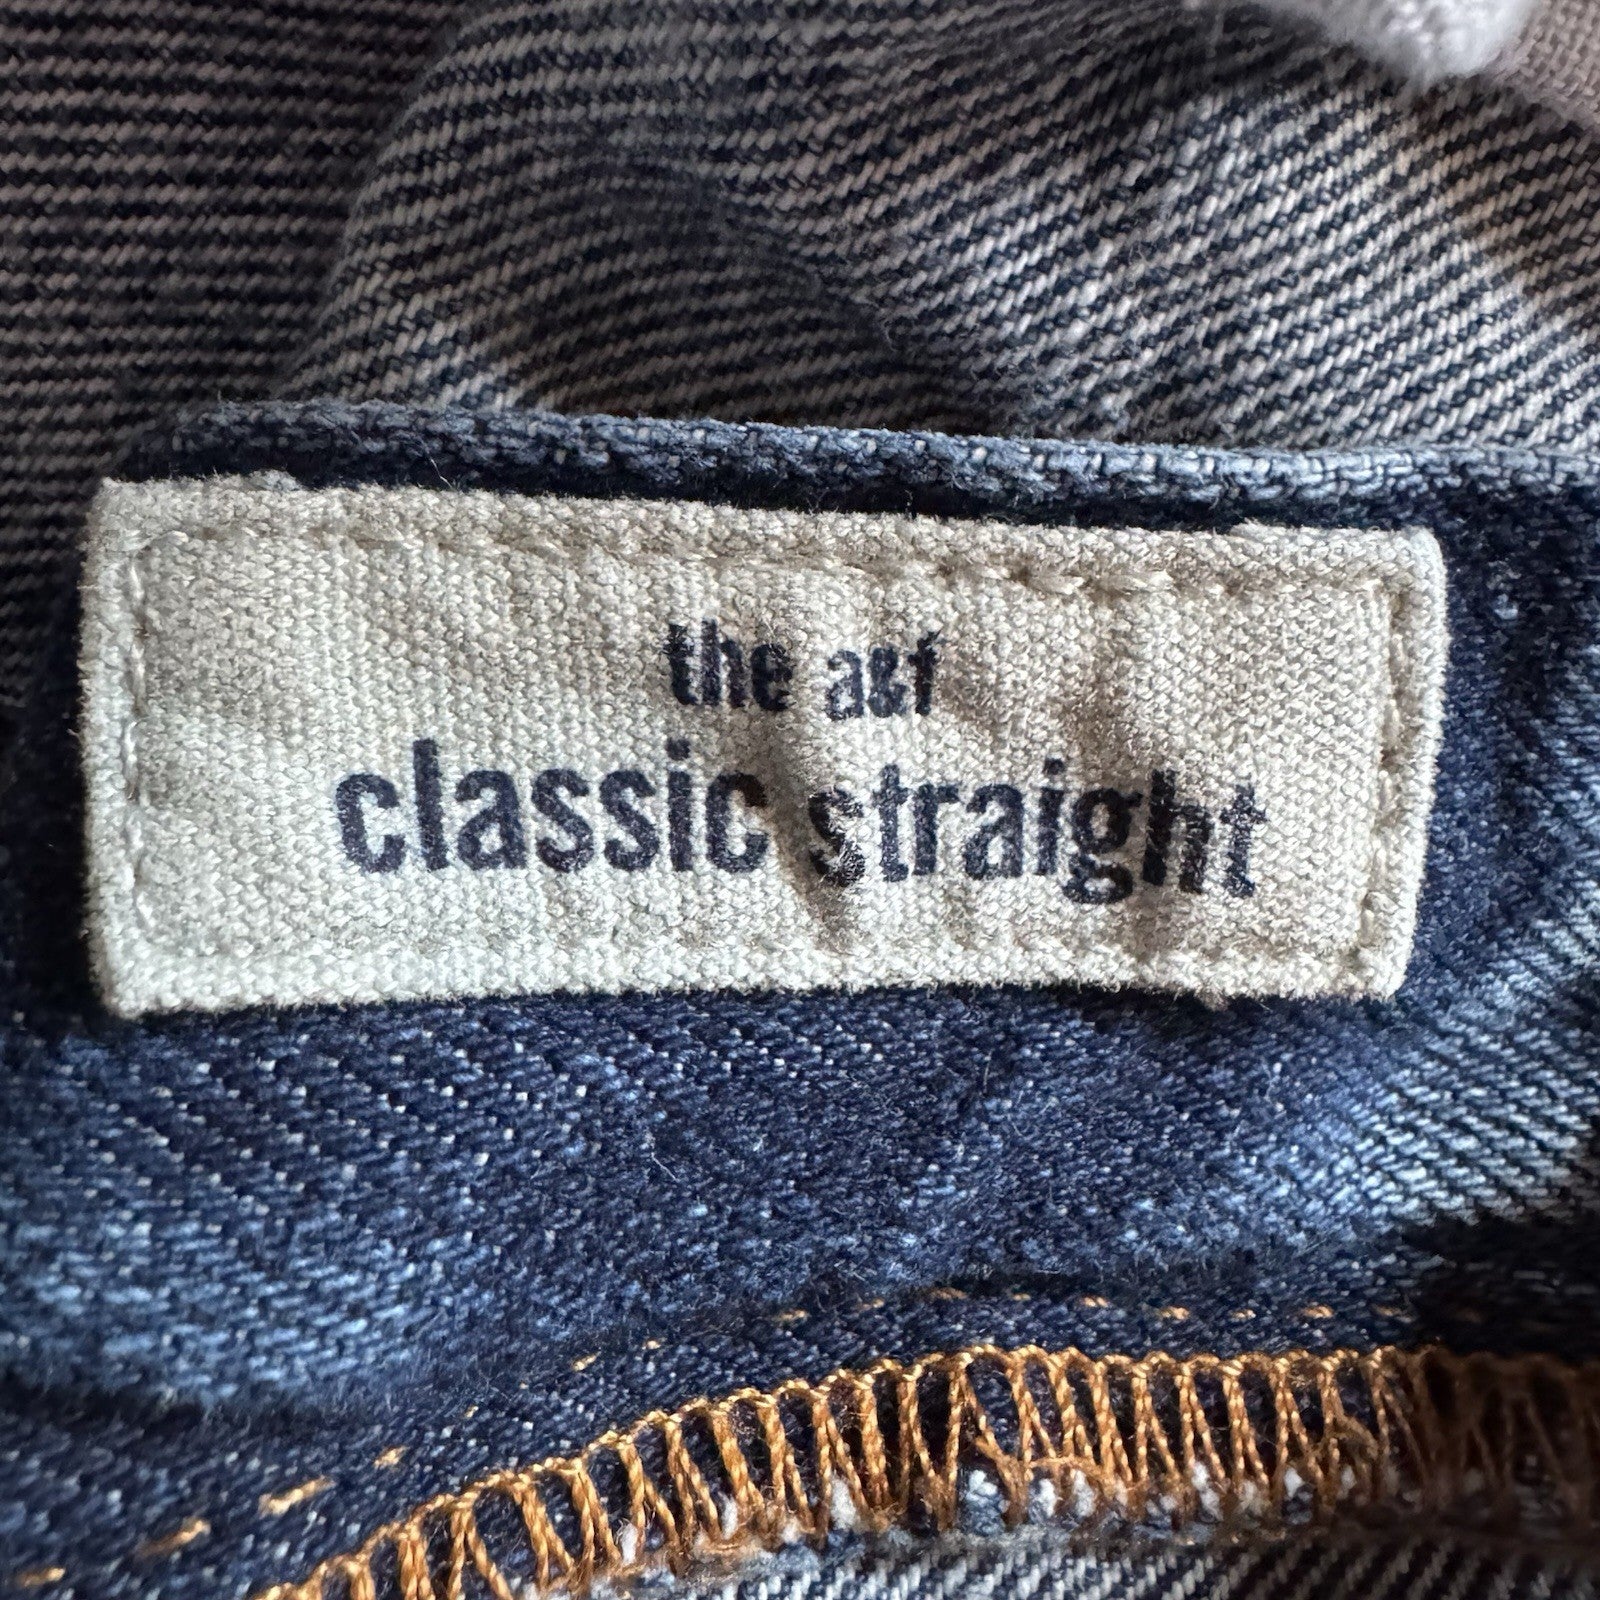 the a&f
classic straight